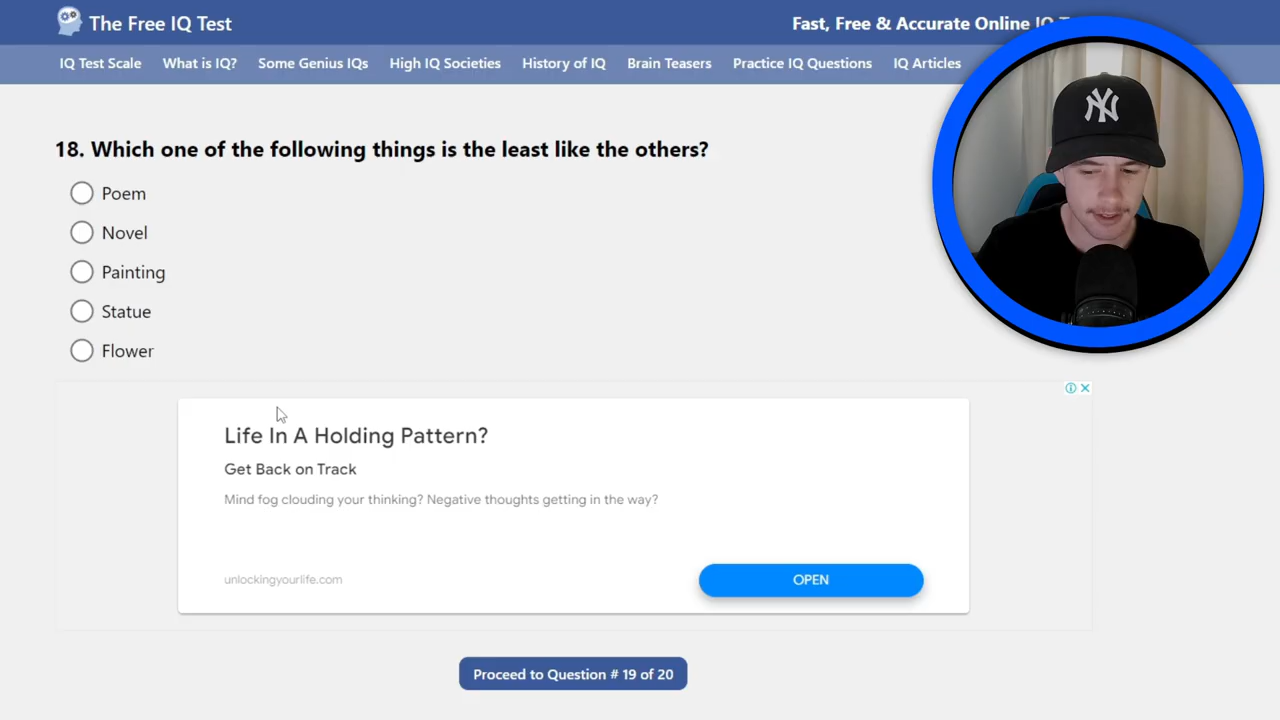 The Free IQ Test
Fast, Free & Accurate Online IQ
IQ Test Scale What is IQ? Some Genius IQs High IQ Societies History of IQ Brain Teasers Practice IQ Questions IQ Articles
NY
18. Which one of the following things is the least like the others?
Poem
Novel
Painting
Statue
Flower
Life In A Holding Pattern?
Get Back on Track
Mind fog clouding your thinking? Negative thoughts getting in the way?
unlockingyourlife.com
OPEN
Proceed to Question # 19 of 20